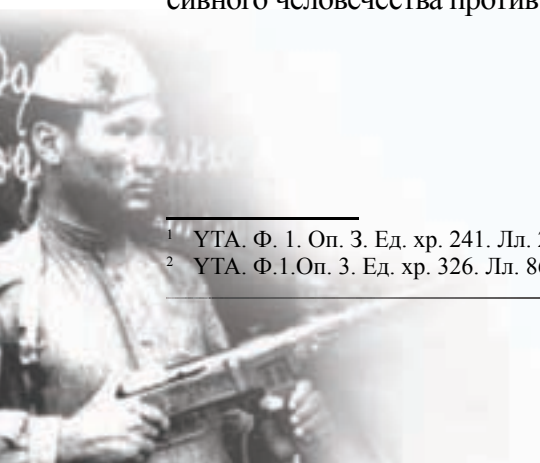 сивного человечества против
1 YТА. Ф. 1. Оп. З. Ед. хр. 241. Лл.
2 YТА. Ф.1.Оп. 3. Ед. хр. 326. Лл. 86